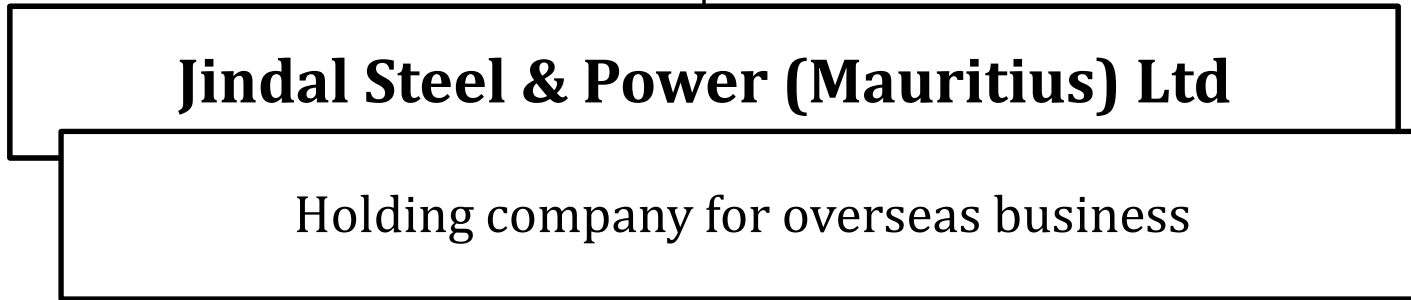 Jindal Steel & Power (Mauritius) Ltd
Holding company for overseas business